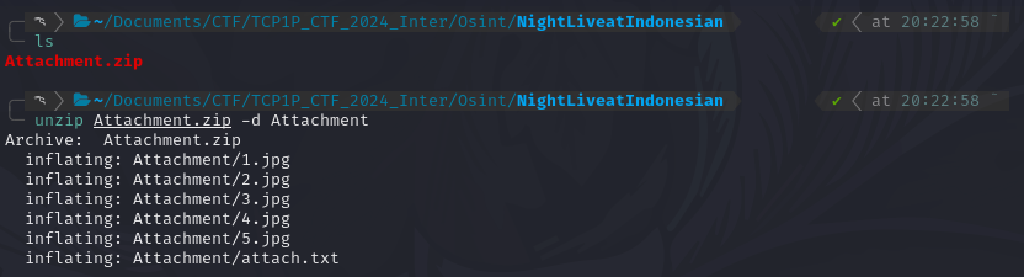 ~/Documents/CTF/TCP1P_CTF_2024_Inter/Osint/NightLiveatIndonesian ✔ at 20:22:58
ls
Attachment.zip
~/Documents/CTF/TCP1P_CTF_2024_Inter/Osint/NightLiveatIndonesian ✔ at 20:22:58
unzip Attachment.zip -d Attachment
Archive:  Attachment.zip
  inflating: Attachment/1.jpg
  inflating: Attachment/2.jpg
  inflating: Attachment/3.jpg
  inflating: Attachment/4.jpg
  inflating: Attachment/5.jpg
  inflating: Attachment/attach.txt